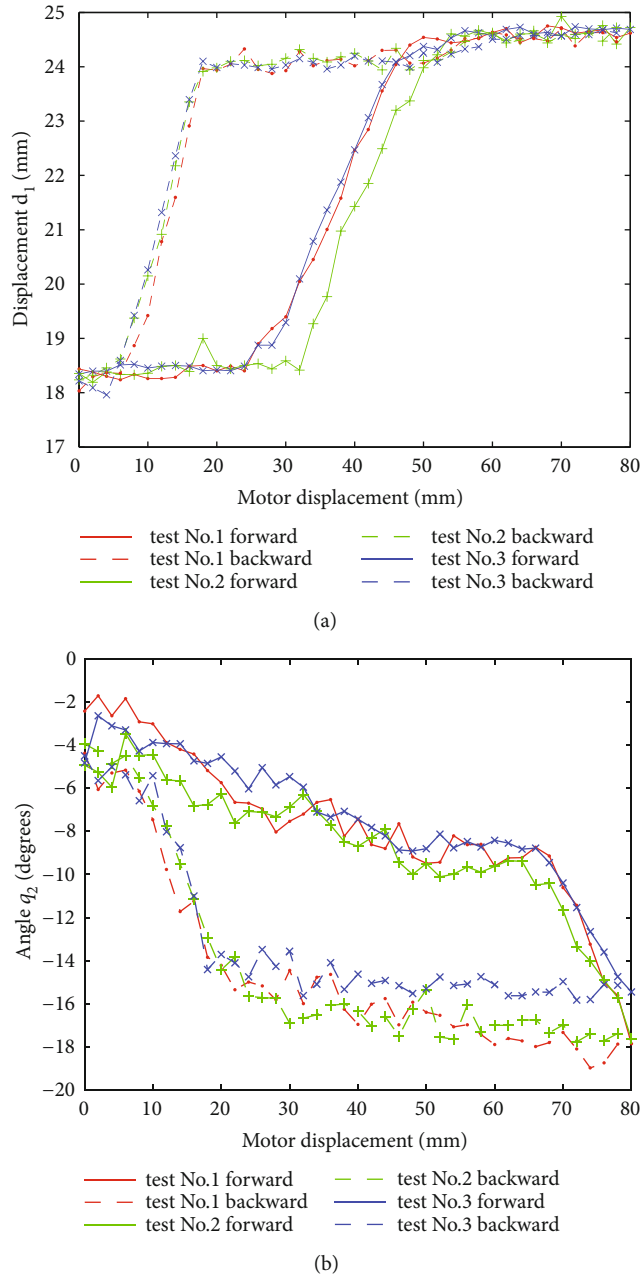 25
24
23
22
21
20
19
18
17
Displacement d₁ (mm)
0 10 20 30 40 50 60 70 80
Motor displacement (mm)
test No.1 forward
test No.1 backward
test No.2 forward
test No.2 backward
test No.3 forward
test No.3 backward
(a)
0
−2
−4
−6
−8
−10
−12
−14
−16
−18
−20
Angle q₂ (degrees)
0 10 20 30 40 50 60 70 80
Motor displacement (mm)
test No.1 forward
test No.1 backward
test No.2 forward
test No.2 backward
test No.3 forward
test No.3 backward
(b)